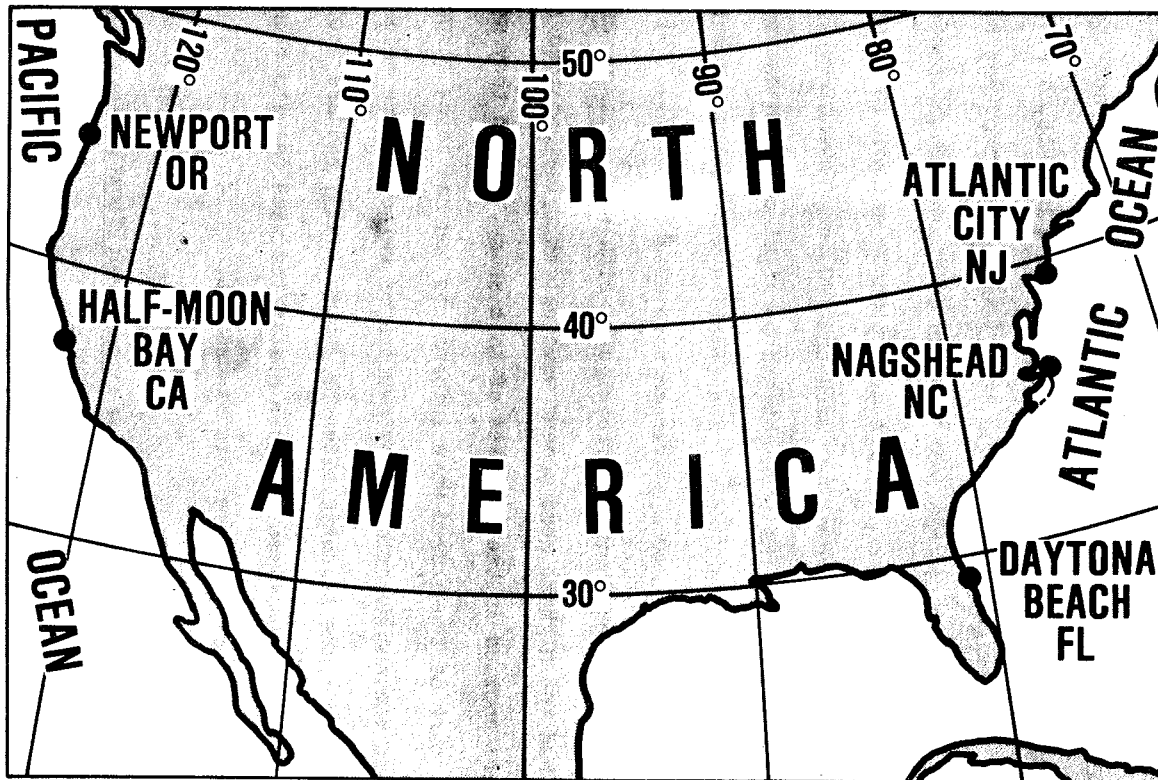 PACIFIC
OCEAN
120°
110°
100°
90°
80°
70°
50°
NEWPORT
OR
NORTH
ATLANTIC
CITY
NJ
OCEAN
ATLANTIC
HALF-MOON
BAY
CA
40°
NAGSHEAD
NC
AMERICA
30°
DAYTONA
BEACH
FL